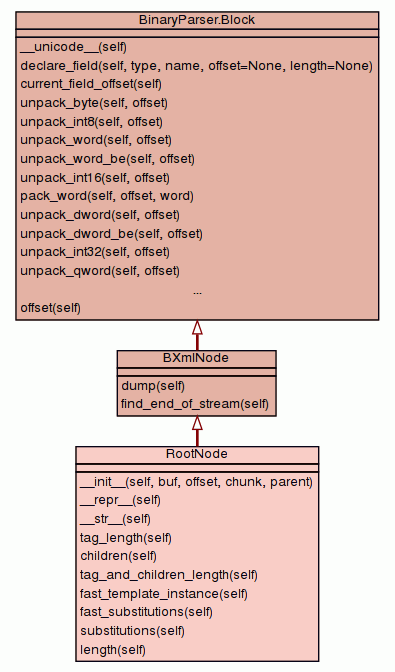 BinaryParser.Block
__unicode__(self)
declare_field(self, type, name, offset=None, length=None)
current_field_offset(self)
unpack_byte(self, offset)
unpack_int8(self, offset)
unpack_word(self, offset)
unpack_word_be(self, offset)
unpack_int16(self, offset)
pack_word(self, offset, word)
unpack_dword(self, offset)
unpack_dword_be(self, offset)
unpack_int32(self, offset)
unpack_qword(self, offset)
...
offset(self)
BXmlNode
dump(self)
find_end_of_stream(self)
RootNode
__init__(self, buf, offset, chunk, parent)
__repr__(self)
__str__(self)
tag_length(self)
children(self)
tag_and_children_length(self)
fast_template_instance(self)
fast_substitutions(self)
substitutions(self)
length(self)